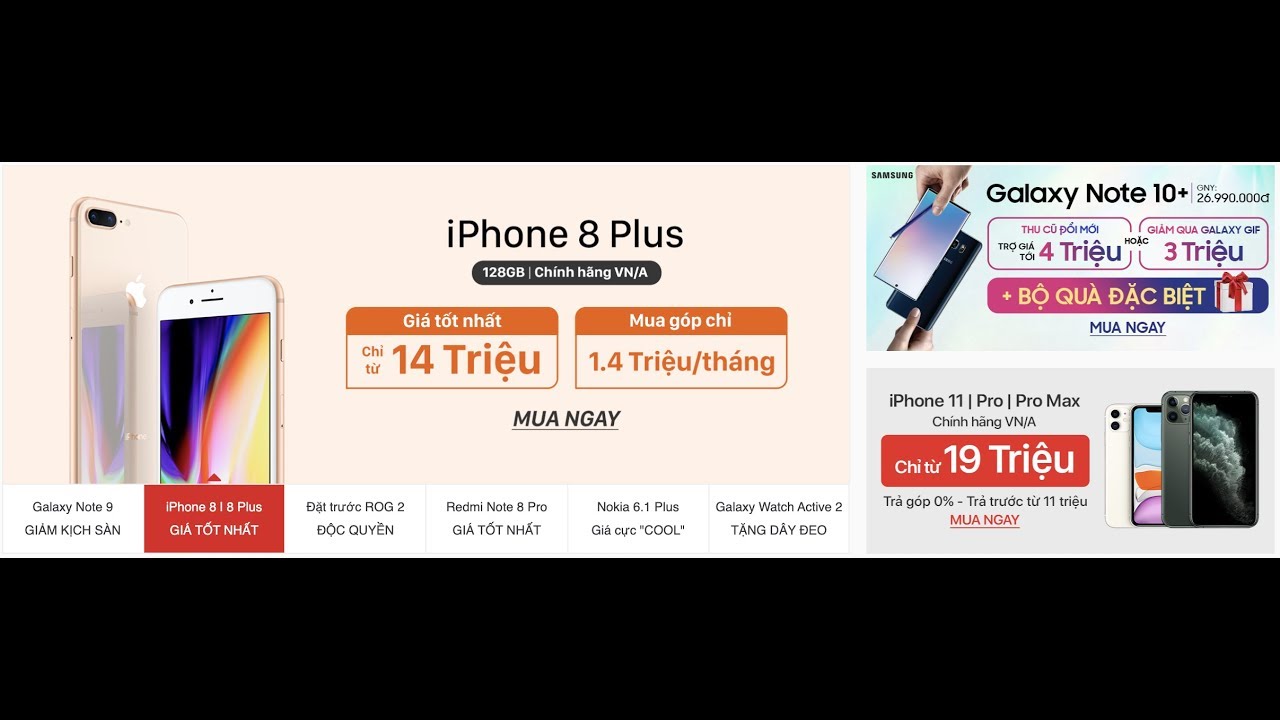 iPhone 8 Plus
128GB | Chính hãng VN/A
Giá tốt nhất
Chỉ từ 14 Triệu
Mua góp chỉ
1.4 Triệu/tháng
MUA NGAY
Galaxy Note 9
GIẢM KỊCH SÀN
iPhone 8 l 8 Plus
GIÁ TỐT NHẤT
Đặt trước ROG 2
ĐỘC QUYỀN
Redmi Note 8 Pro
GIÁ TỐT NHẤT
Nokia 6.1 Plus
Giá cực "COOL"
Galaxy Watch Active 2
TẶNG DÂY ĐEO
SAMSUNG
Galaxy Note 10+
GNY:
26.990.000đ
THU CŨ ĐỔI MỚI
TRỢ GIÁ TỚI 4 Triệu
HOẶC
GIẢM QUA GALAXY GIF
3 Triệu
+ BỘ QUÀ ĐẶC BIỆT
MUA NGAY
iPhone 11 | Pro | Pro Max
Chính hãng VN/A
Chỉ từ 19 Triệu
Trả góp 0% - Trả trước từ 11 triệu
MUA NGAY